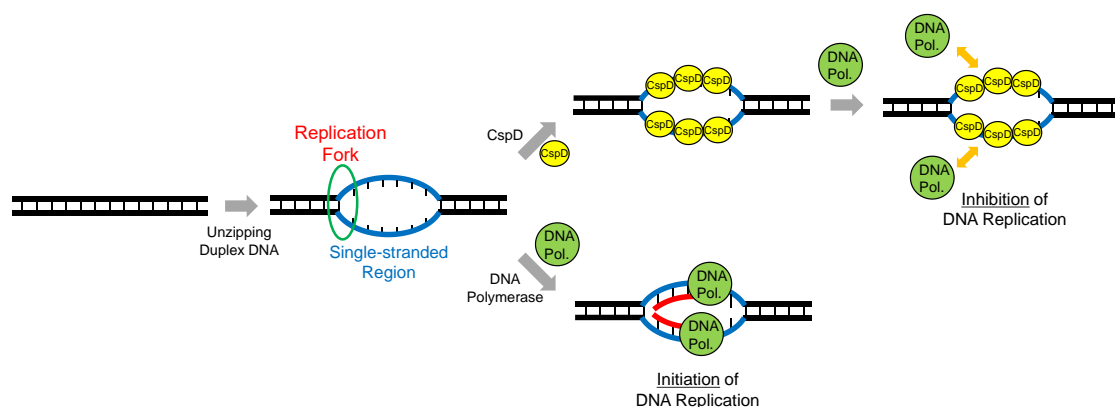 Replication
Fork
Unzipping
Duplex DNA
Single-stranded
Region
CspD
CspD
CspD
CspD
CspD
CspD
CspD
CspD
DNA
Pol.
DNA
Pol.
CspD
CspD
CspD
CspD
CspD
CspD
DNA
Pol.
Inhibition of
DNA Replication
DNA
Pol.
DNA
Polymerase
DNA
Pol.
DNA
Pol.
Initiation of
DNA Replication